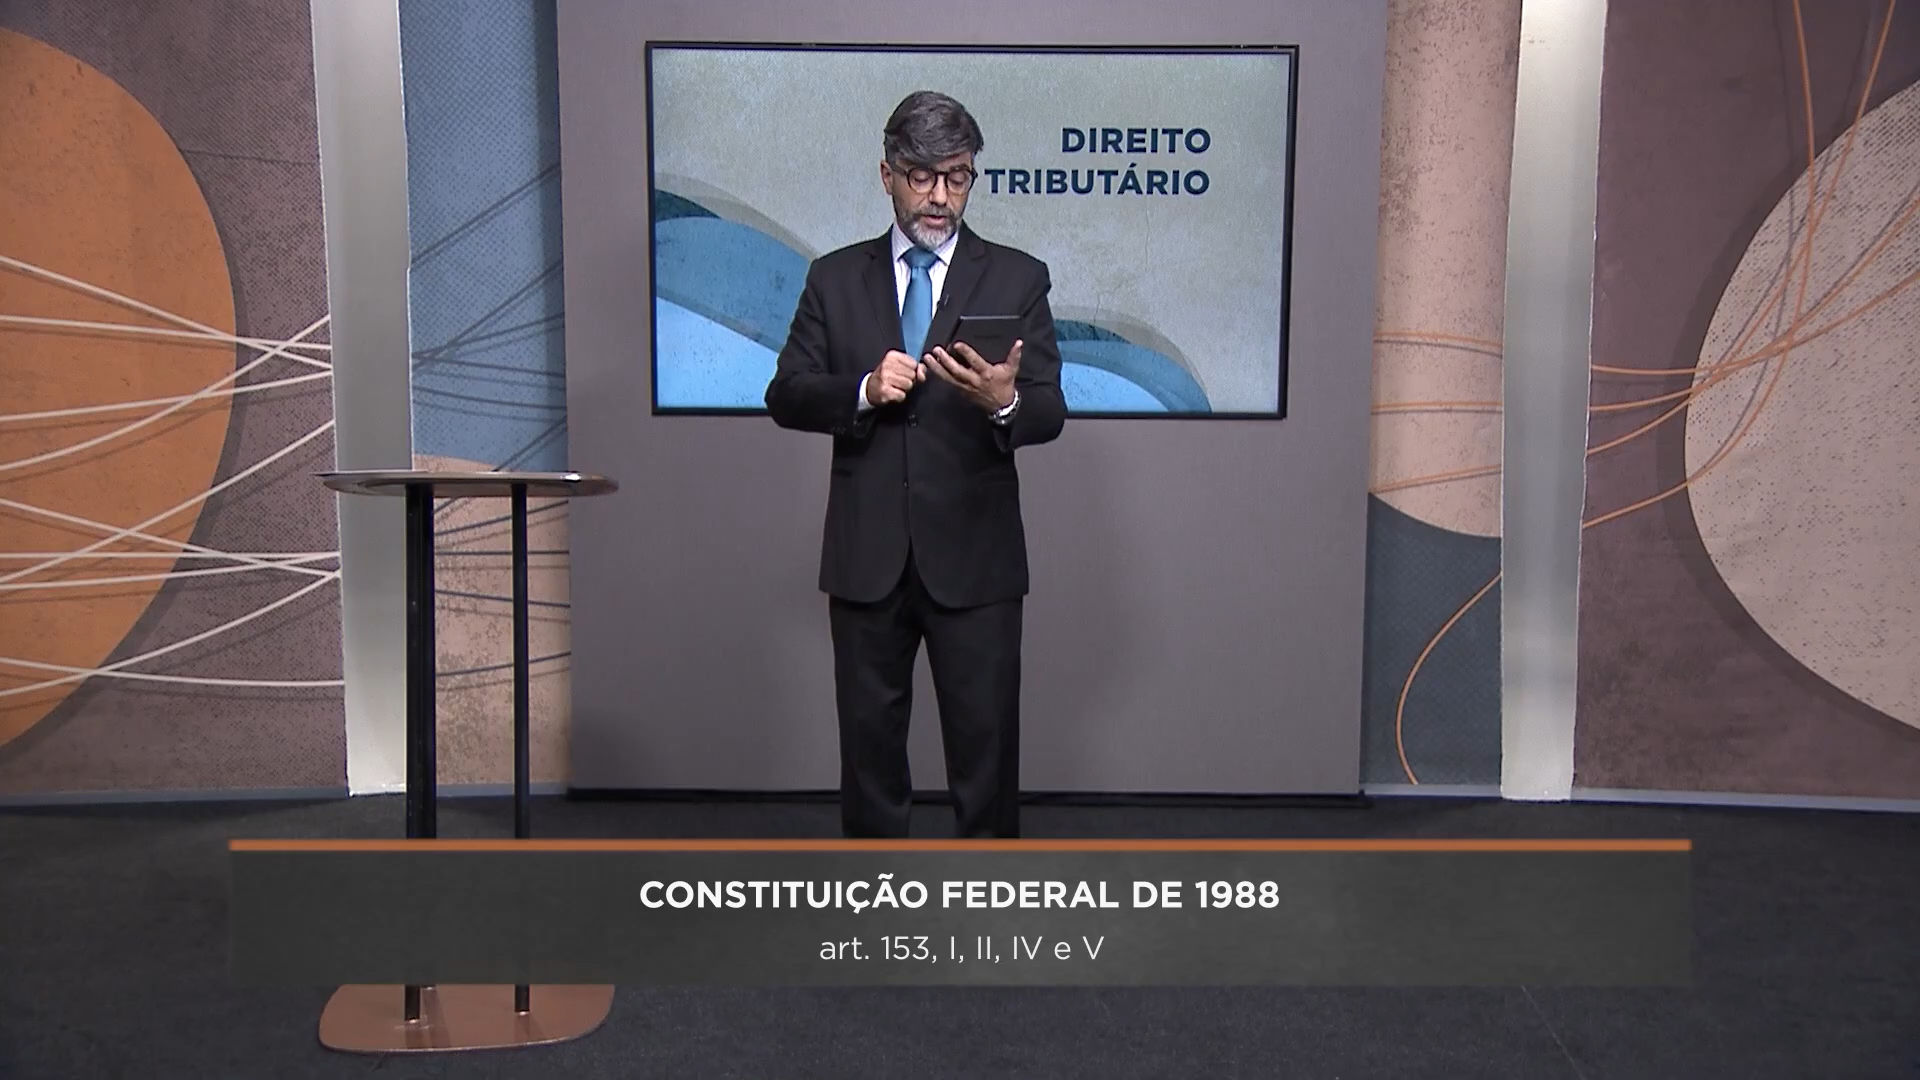 DIREITO
TRIBUTÁRIO
CONSTITUIÇÃO FEDERAL DE 1988
art. 153, I, II, IV e V